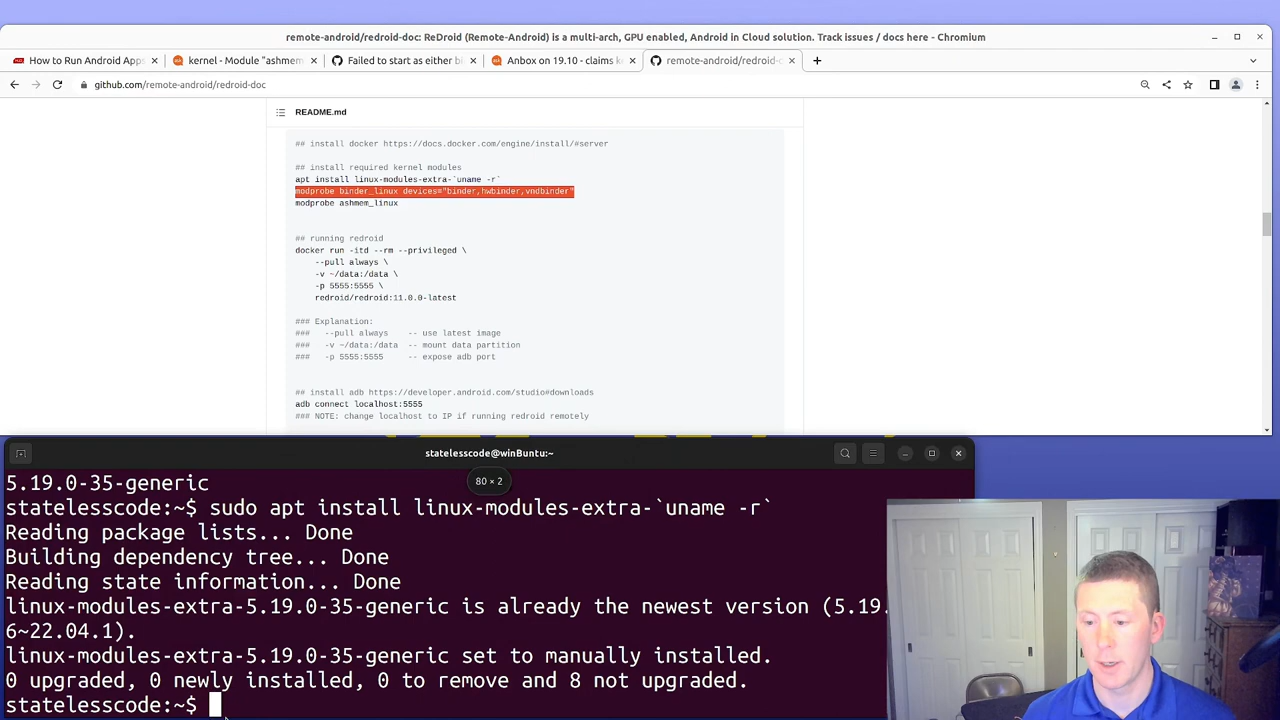 remote-android/redroid-doc: ReDroid (Remote-Android) is a multi-arch, GPU enabled, Android in Cloud solution. Track issues / docs here - Chromium
How to Run Android Apps
kernel - Module "ashmem
Failed to start as either bi
Anbox on 19.10 - claims ke
remote-android/redroid-d
github.com/remote-android/redroid-doc
README.md
## install docker https://docs.docker.com/engine/install/#server
## install required kernel modules
apt install linux-modules-extra-`uname -r`
modprobe binder_linux devices="binder,hwbinder,vndbinder"
modprobe ashmem_linux
## running redroid
docker run -itd --rm --privileged \
--pull always \
-v ~/data:/data \
-p 5555:5555 \
redroid/redroid:11.0.0-latest
### Explanation:
### --pull always -- use latest image
### -v ~/data:/data -- mount data partition
### -p 5555:5555 -- expose adb port
## install adb https://developer.android.com/studio#downloads
adb connect localhost:5555
### NOTE: change localhost to IP if running redroid remotely
statelesscode@winBuntu:~
80 × 2
5.19.0-35-generic
statelesscode:~$ sudo apt install linux-modules-extra-`uname -r`
Reading package lists... Done
Building dependency tree... Done
Reading state information... Done
linux-modules-extra-5.19.0-35-generic is already the newest version (5.19.
6~22.04.1).
linux-modules-extra-5.19.0-35-generic set to manually installed.
0 upgraded, 0 newly installed, 0 to remove and 8 not upgraded.
statelesscode:~$